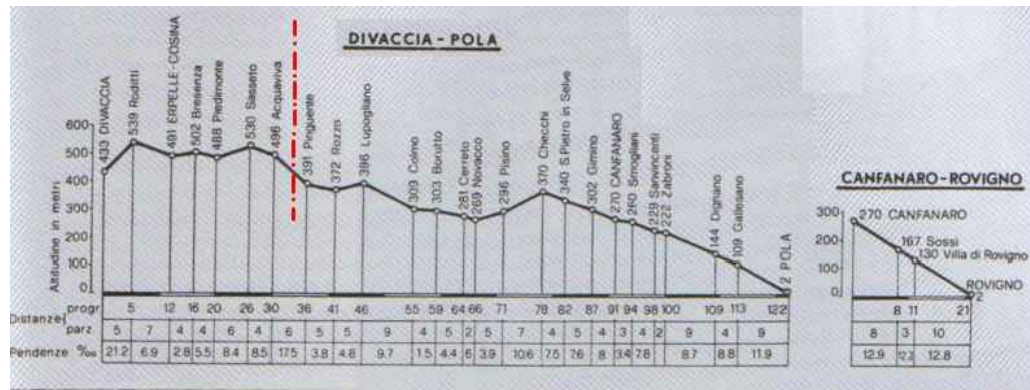 DIVACCIA - POLA
433 DIVACCIA
539 Roditti
491 ERPELLE-COSINA
502 Bresenza
488 Piedimonte
530 Sasseto
496 Acquaviva
391 Pinguente
372 Rozzo
396 Lupogliano
309 Colmo
303 Borutto
281 Cerreto
269 Novacco
296 Pisino
370 Checchi
340 S.Pietro in Selve
302 Gimino
270 CANFANARO
260 Smogliani
229 Sanvincenti
222 Zabroni
144 Dignano
109 Gallesano
2 POLA
Altitudine in metri
600
500
400
300
200
100
0
Distanze
progr 5 12 16 20 26 30 36 41 46 55 59 64 66 71 78 82 87 91 94 98 100 109 113 122
parz 5 7 4 4 6 4 6 5 5 9 4 5 2 5 7 4 5 4 3 4 2 9 4 9
Pendenze ‰ 21.2 6.9 2.8 5.5 8.4 8.5 17.5 3.8 4.8 9.7 1.5 4.4 6 3.9 10.6 7.5 7.6 8 3.4 7.8 8.7 8.8 11.9
CANFANARO - ROVIGNO
300
200
100
0
270 CANFANARO
167 Sossi
130 Villa di Rovigno
ROVIGNO
2
8 3 11 21
8 3 10
12.9 12.3 12.8